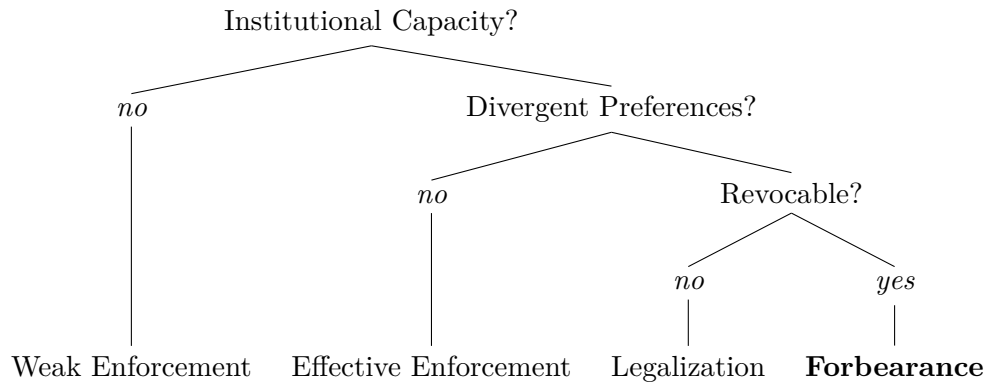 Institutional Capacity?
no
Divergent Preferences?
no
Revocable?
no
yes
Weak Enforcement
Effective Enforcement
Legalization
Forbearance